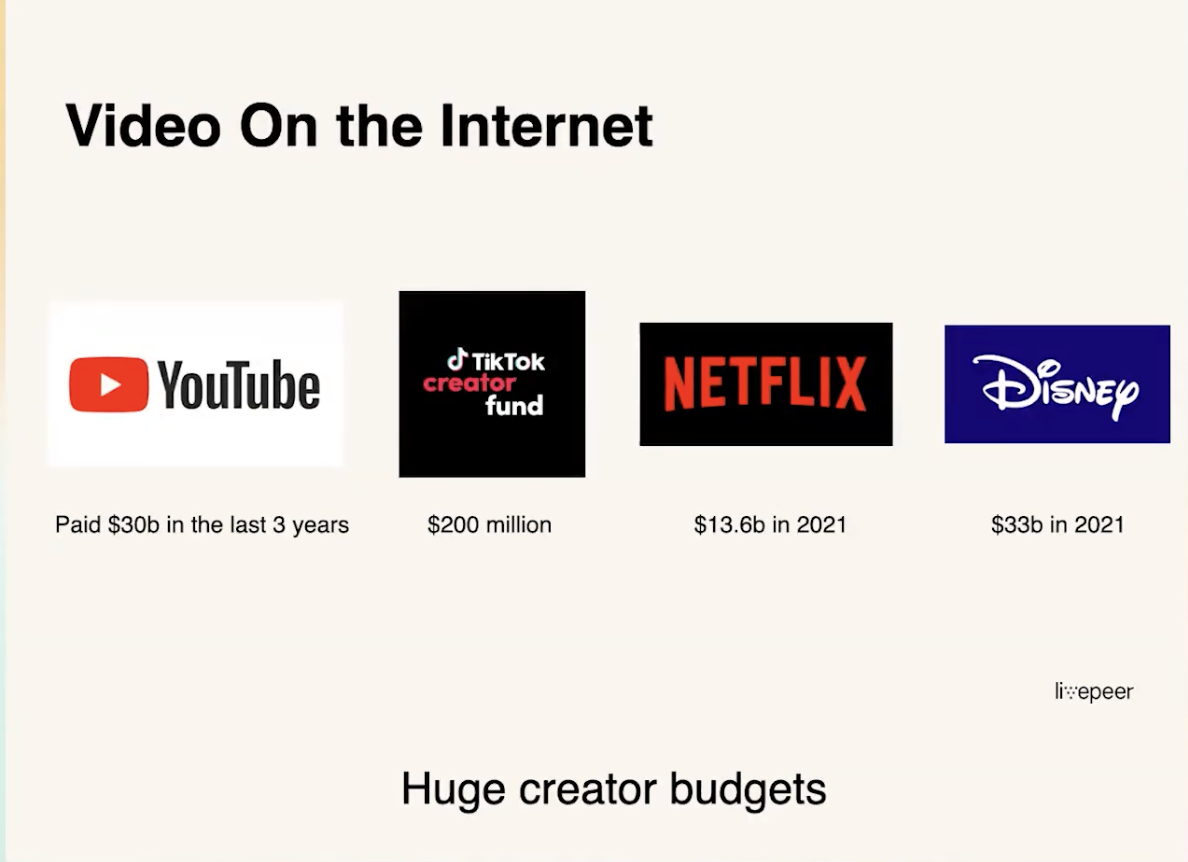 Video On the Internet
YouTube
TikTok
creator
fund
NETFLIX
Disney
Paid $30b in the last 3 years
$200 million
$13.6b in 2021
$33b in 2021
livepeer
Huge creator budgets